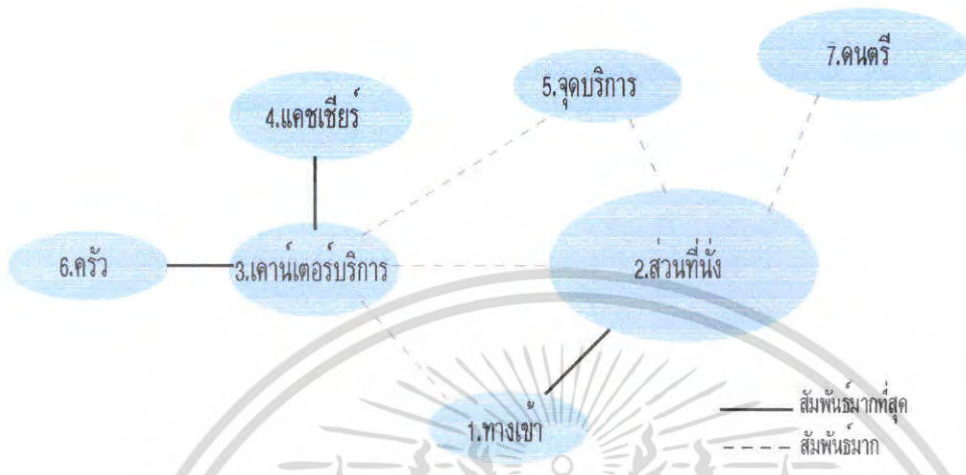 7.ดนตรี
5.จุดบริการ
4.แคชเชียร์
6.ครัว
3.เคาน์เตอร์บริการ
2.ส่วนที่นั่ง
1.ทางเข้า
สัมพันธ์มากที่สุด
สัมพันธ์มาก